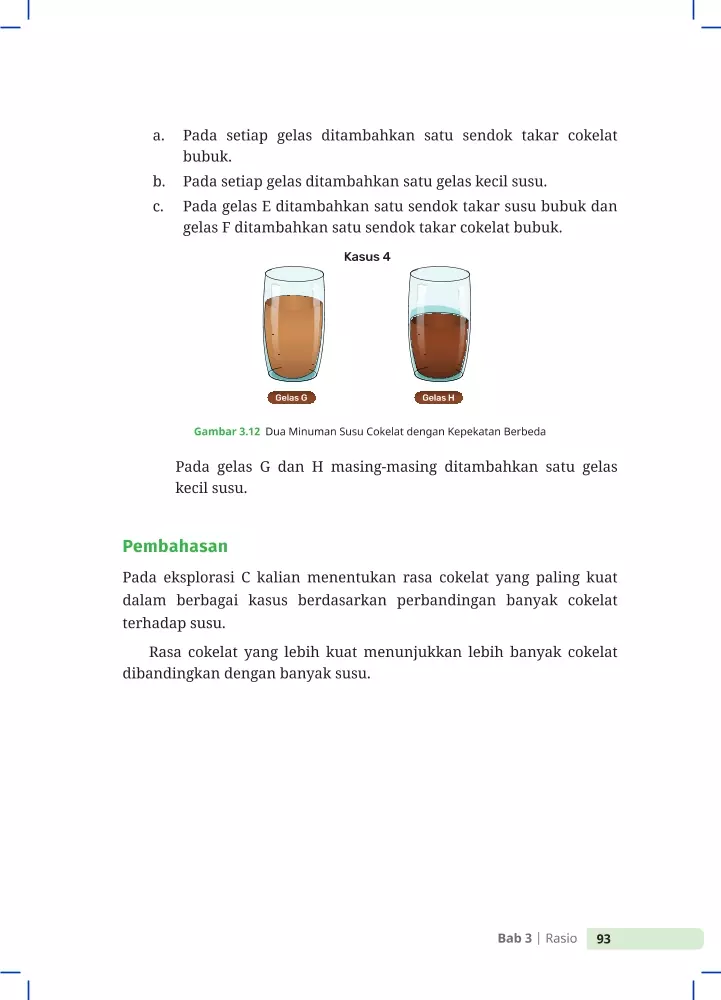 a. Pada setiap gelas ditambahkan satu sendok takar cokelat
bubuk.
b. Pada setiap gelas ditambahkan satu gelas kecil susu.
c. Pada gelas E ditambahkan satu sendok takar susu bubuk dan
gelas F ditambahkan satu sendok takar cokelat bubuk.
Kasus 4
Gelas G
Gelas H
Gambar 3.12 Dua Minuman Susu Cokelat dengan Kepekatan Berbeda
Pada gelas G dan H masing-masing ditambahkan satu gelas
kecil susu.
Pembahasan
Pada eksplorasi C kalian menentukan rasa cokelat yang paling kuat
dalam berbagai kasus berdasarkan perbandingan banyak cokelat
terhadap susu.
Rasa cokelat yang lebih kuat menunjukkan lebih banyak cokelat
dibandingkan dengan banyak susu.
Bab 3 | Rasio 93